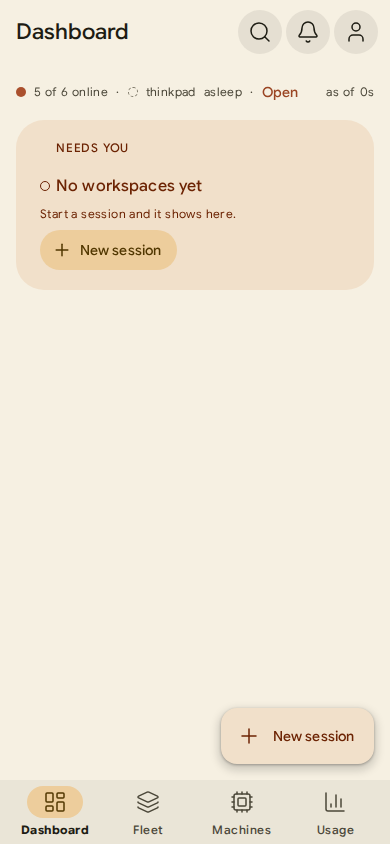 Dashboard
5 of 6 online · thinkpad asleep · Open as of 0s
NEEDS YOU
No workspaces yet
Start a session and it shows here.
New session
New session
Dashboard Fleet Machines Usage